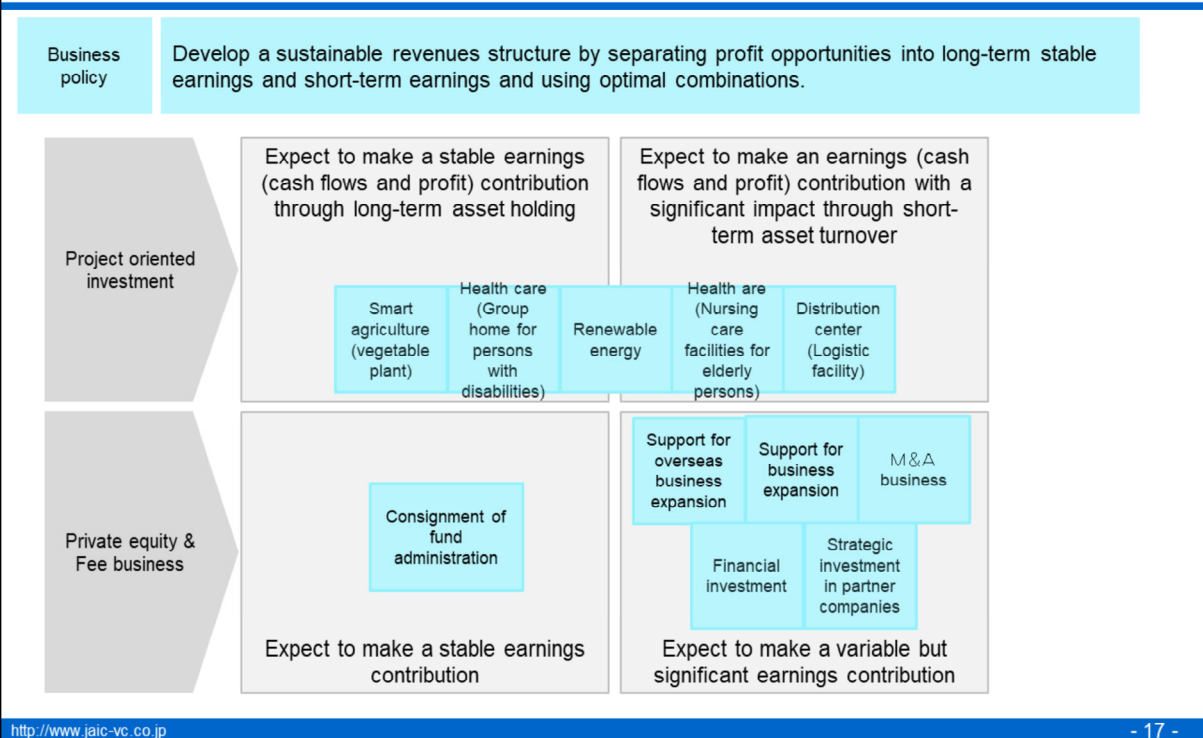 Business
policy
Develop a sustainable revenues structure by separating profit opportunities into long-term stable
earnings and short-term earnings and using optimal combinations.
Project oriented
investment
Expect to make a stable earnings
(cash flows and profit) contribution
through long-term asset holding
Expect to make an earnings (cash
flows and profit) contribution with a
significant impact through short-
term asset turnover
Smart
agriculture
(vegetable
plant)
Health care
(Group
home for
persons
with
disabilities)
Renewable
energy
Health are
(Nursing
care
facilities for
elderly
persons)
Distribution
center
(Logistic
facility)
Private equity &
Fee business
Consignment of
fund
administration
Expect to make a stable earnings
contribution
Support for
overseas
business
expansion
Support for
business
expansion
M&A
business
Financial
investment
Strategic
investment
in partner
companies
Expect to make a variable but
significant earnings contribution
http://www.jaic-vc.co.jp
- 17 -